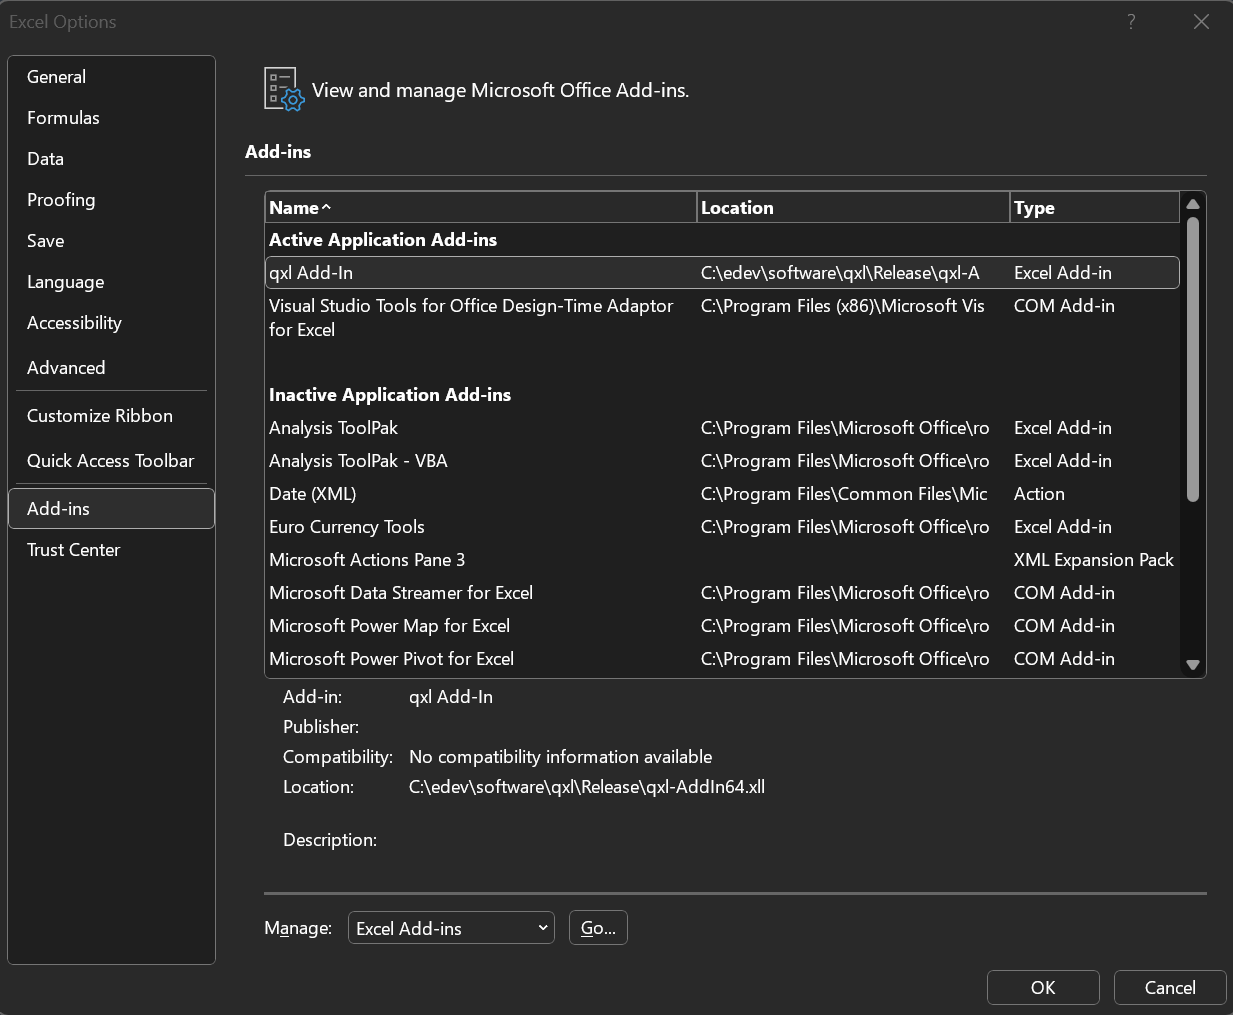 Excel Options
?
General
Formulas
Data
Proofing
Save
Language
Accessibility
Advanced
Customize Ribbon
Quick Access Toolbar
Add-ins
Trust Center
View and manage Microsoft Office Add-ins.
Add-ins
Name Location Type
Active Application Add-ins
qxl Add-In C:\edev\software\qxl\Release\qxl-A Excel Add-in
Visual Studio Tools for Office Design-Time Adaptor C:\Program Files (x86)\Microsoft Vis COM Add-in
for Excel
Inactive Application Add-ins
Analysis ToolPak C:\Program Files\Microsoft Office\ro Excel Add-in
Analysis ToolPak - VBA C:\Program Files\Microsoft Office\ro Excel Add-in
Date (XML) C:\Program Files\Common Files\Mic Action
Euro Currency Tools C:\Program Files\Microsoft Office\ro Excel Add-in
Microsoft Actions Pane 3 XML Expansion Pack
Microsoft Data Streamer for Excel C:\Program Files\Microsoft Office\ro COM Add-in
Microsoft Power Map for Excel C:\Program Files\Microsoft Office\ro COM Add-in
Microsoft Power Pivot for Excel C:\Program Files\Microsoft Office\ro COM Add-in
Add-in: qxl Add-In
Publisher:
Compatibility: No compatibility information available
Location: C:\edev\software\qxl\Release\qxl-AddIn64.xll
Description:
Manage: Excel Add-ins Go...
OK Cancel